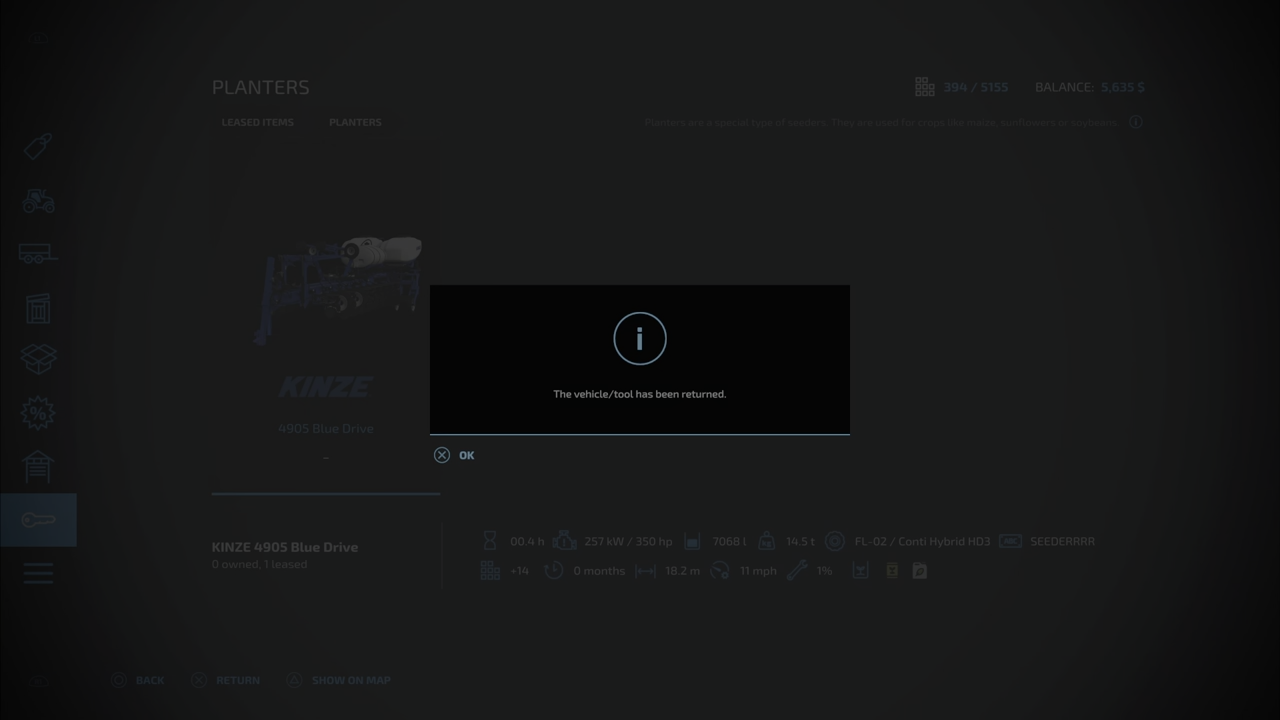 PLANTERS
394 / 5155
BALANCE: 5,635 $
LEASED ITEMS
PLANTERS
Planters are a special type of seeders. They are used for crops like maize, sunflowers or soybeans.
KINZE
4905 Blue Drive
-
The vehicle/tool has been returned.
OK
KINZE 4905 Blue Drive
0 owned, 1 leased
00.4 h
257 kW / 350 hp
7068 l
14.5 t
FL-02 / Conti Hybrid HD3
ABC
SEEDERRRR
+14
0 months
18.2 m
11 mph
1%
BACK
RETURN
SHOW ON MAP